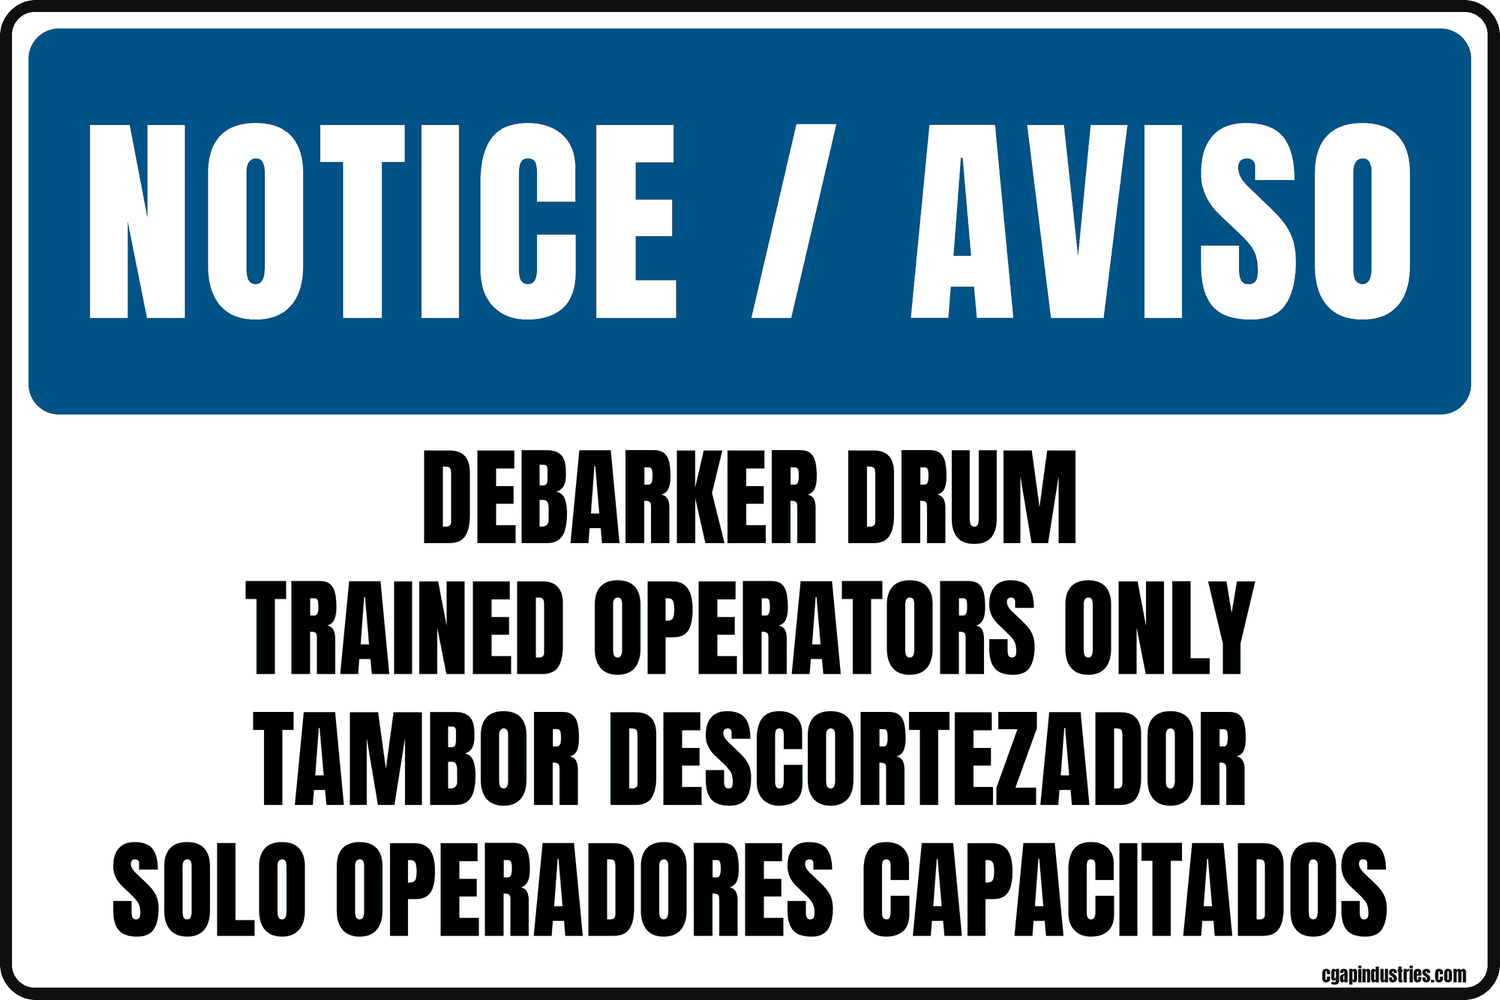 NOTICE / AVISO
DEBARKER DRUM
TRAINED OPERATORS ONLY
TAMBOR DESCORTEZADOR
SOLO OPERADORES CAPACITADOS
cgapindustries.com